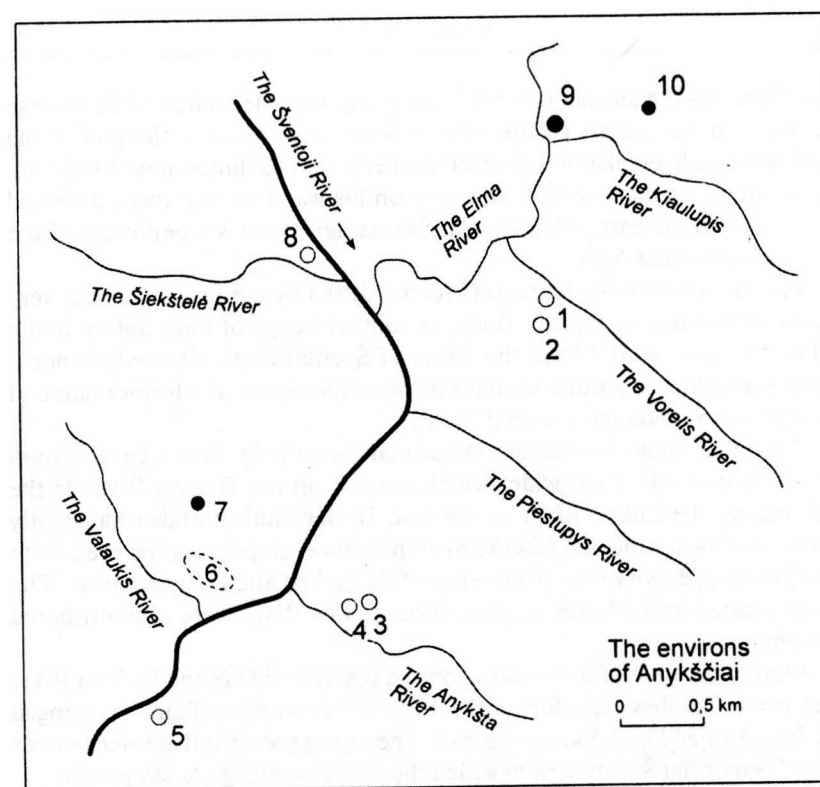 The Šventoji River
9
10
The Elma
River
The Kiaulupis
River
8
The Šiekštelė River
1
2
The Vorelis River
The Piestupys River
7
The Valaukis River
6
4
3
The Anykšta
River
5
The environs
of Anykščiai
0
0,5 km